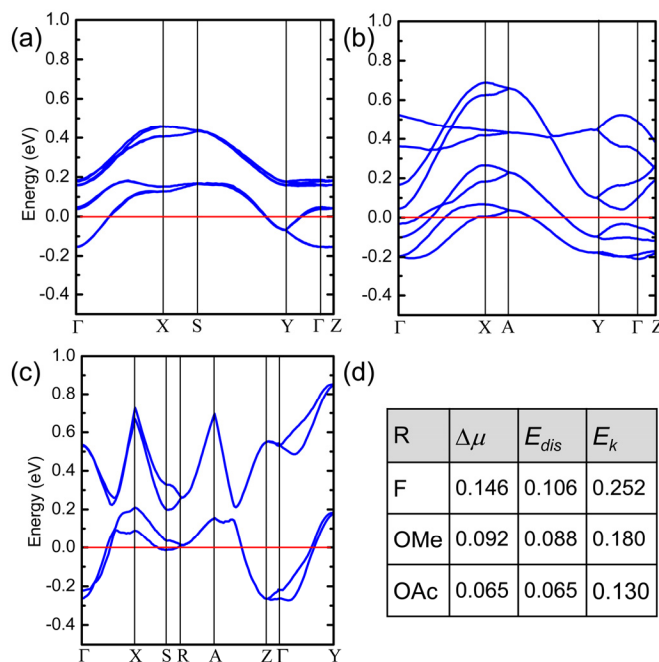 (a)
1.0
0.8
0.6
0.4
0.2
0.0
-0.2
-0.4
Energy (eV)
Γ X S Y Γ Z
(b)
1.0
0.8
0.6
0.4
0.2
0.0
-0.2
-0.4
Γ X A Y Γ Z
(c)
1.0
0.8
0.6
0.4
0.2
0.0
-0.2
-0.4
Energy (eV)
Γ X S R A Z Γ Y
(d)
R Δμ E_dis E_k
F 0.146 0.106 0.252
OMe 0.092 0.088 0.180
OAc 0.065 0.065 0.130